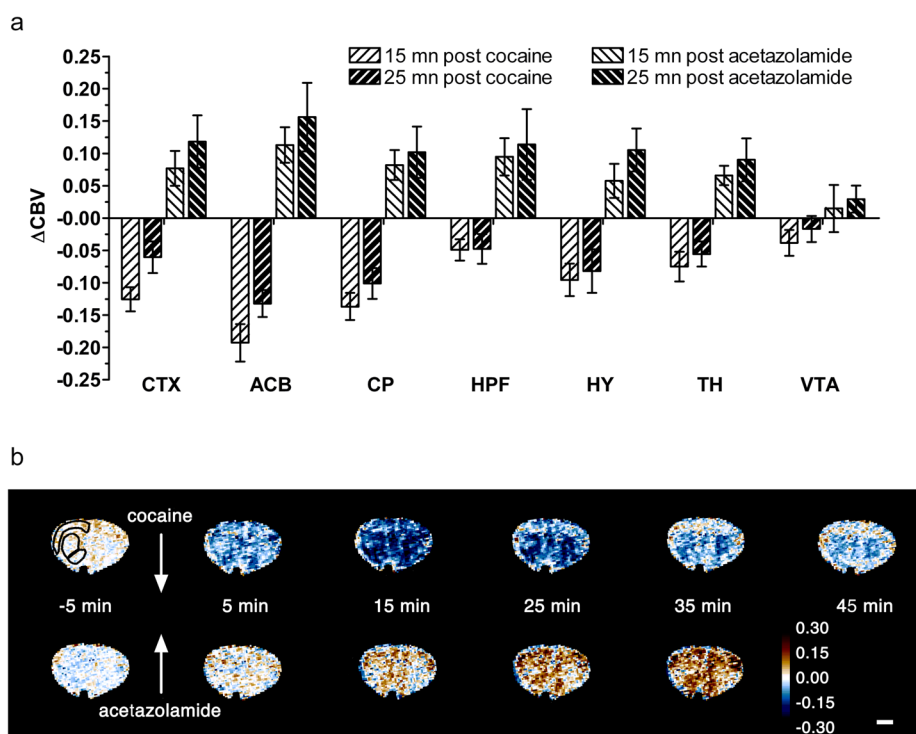 a
0.25
0.20
0.15
0.10
0.05
-0.00
-0.05
-0.10
-0.15
-0.20
-0.25
ΔCBV
15 mn post cocaine
25 mn post cocaine
15 mn post acetazolamide
25 mn post acetazolamide
CTX ACB CP HPF HY TH VTA
b
cocaine
-5 min 5 min 15 min 25 min 35 min 45 min
acetazolamide
0.30
0.00
-0.15
-0.30